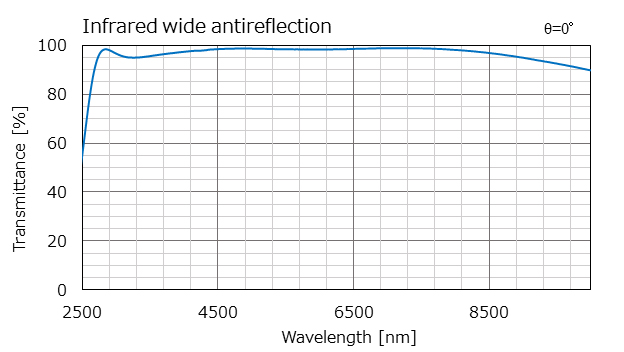 Infrared wide antireflection
θ=0°
100
80
60
40
20
0
Transmittance [%]
2500 4500 6500 8500
Wavelength [nm]